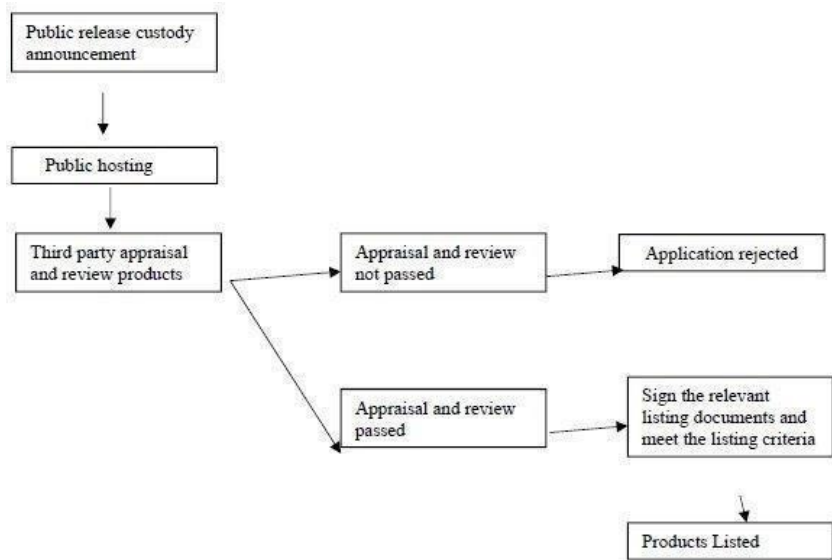 Public release custody
announcement
Public hosting
Third party appraisal
and review products
Appraisal and review
not passed
Application rejected
Appraisal and review
passed
Sign the relevant
listing documents and
meet the listing criteria
Products Listed